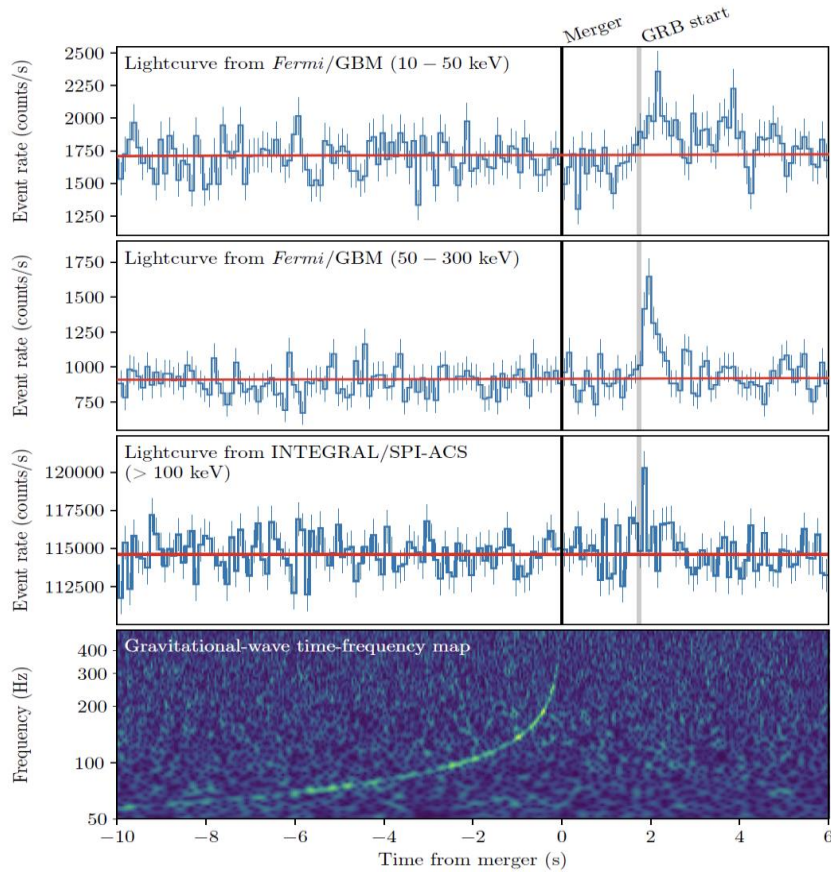 Merger
GRB start
Lightcurve from Fermi/GBM (10 − 50 keV)
Event rate (counts/s)
2500
2250
2000
1750
1500
1250
Lightcurve from Fermi/GBM (50 − 300 keV)
Event rate (counts/s)
1750
1500
1250
1000
750
Lightcurve from INTEGRAL/SPI-ACS
(> 100 keV)
Event rate (counts/s)
120000
117500
115000
112500
Gravitational-wave time-frequency map
Frequency (Hz)
400
300
200
100
50
−10
−8
−6
−4
−2
0
2
4
6
Time from merger (s)